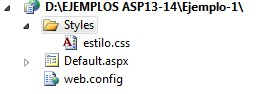 D:\EJEMPLOS ASP13-14\Ejemplo-1\
Styles
estilo.css
Default.aspx
web.config